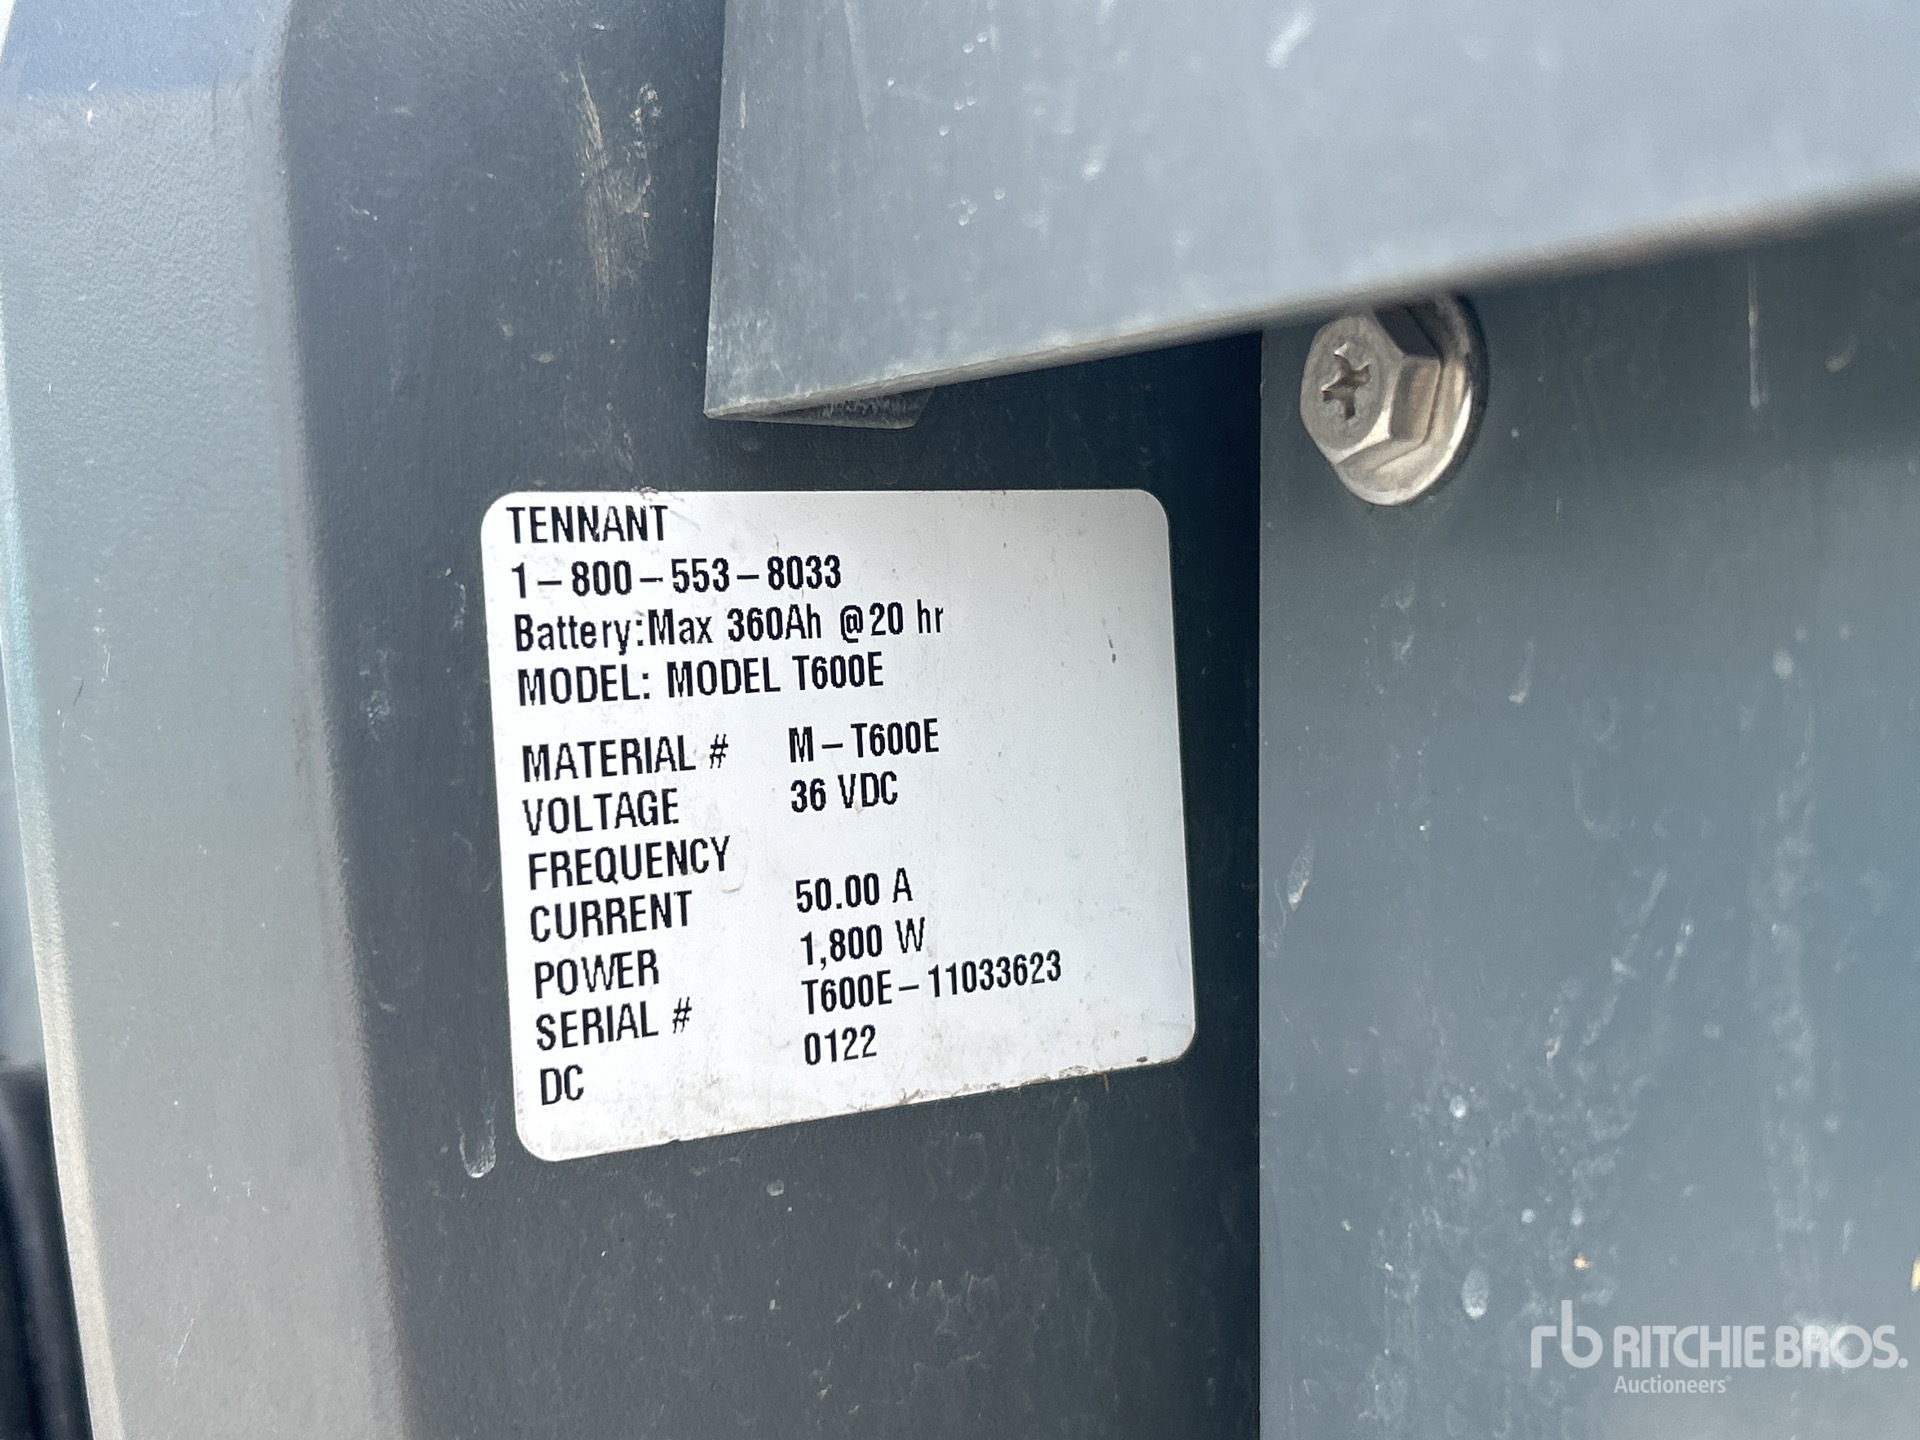 TENNANT
1-800-553-8033
Battery:Max 360Ah @20 hr
MODEL: MODEL T600E
MATERIAL # M-T600E
VOLTAGE 36 VDC
FREQUENCY
CURRENT 50.00 A
POWER 1,800 W
SERIAL # T600E-11033623
DC 0122
rb RITCHIE BROS.
Auctioneers